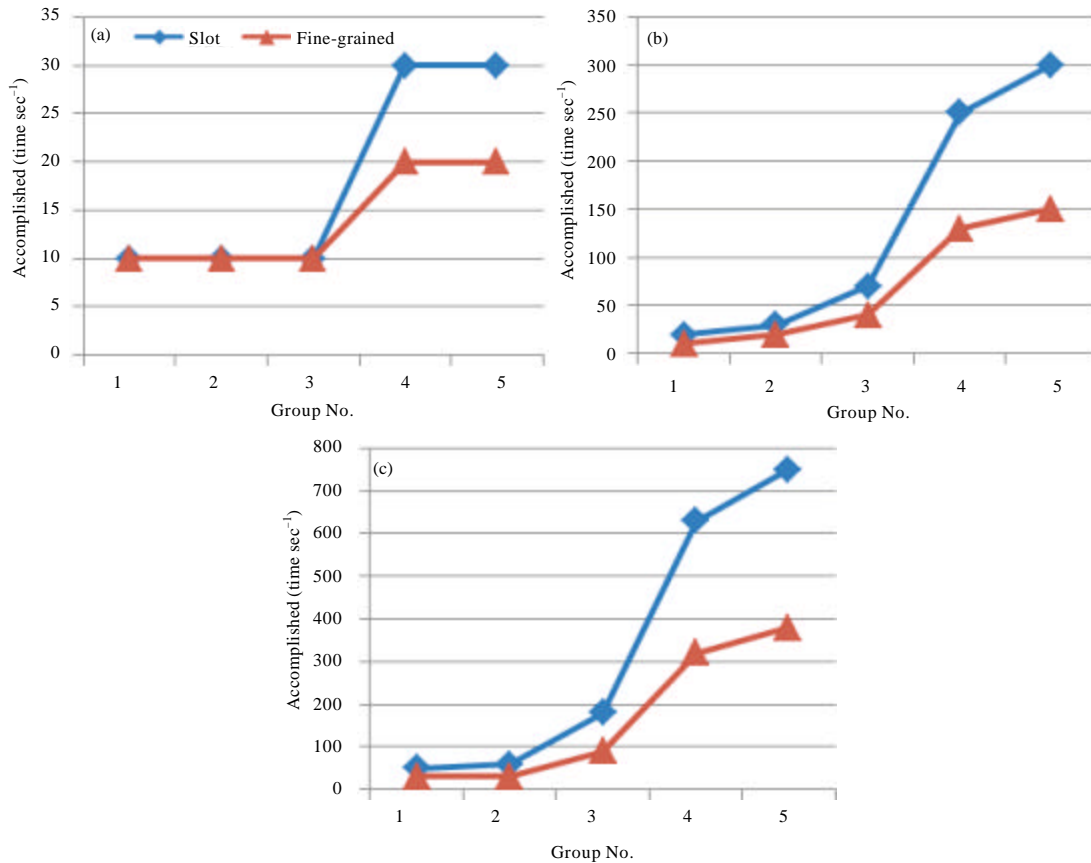 (a) Slot Fine-grained
Accomplished (time sec⁻¹)
35
30
25
20
15
10
5
0
1 2 3 4 5
Group No.
(b)
Accomplished (time sec⁻¹)
350
300
250
200
150
100
50
0
1 2 3 4 5
Group No.
(c)
Accomplished (time sec⁻¹)
800
700
600
500
400
300
200
100
0
1 2 3 4 5
Group No.